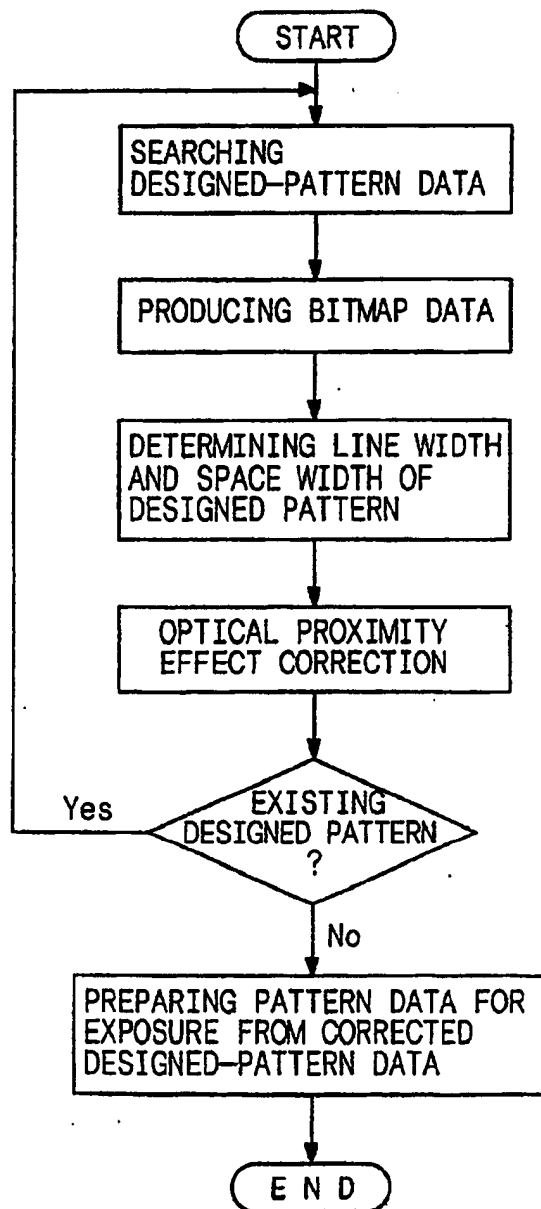 START
SEARCHING
DESIGNED-PATTERN DATA
PRODUCING BITMAP DATA
DETERMINING LINE WIDTH
AND SPACE WIDTH OF
DESIGNED PATTERN
OPTICAL PROXIMITY
EFFECT CORRECTION
EXISTING
DESIGNED PATTERN
?
Yes
No
PREPARING PATTERN DATA FOR
EXPOSURE FROM CORRECTED
DESIGNED-PATTERN DATA
E N D